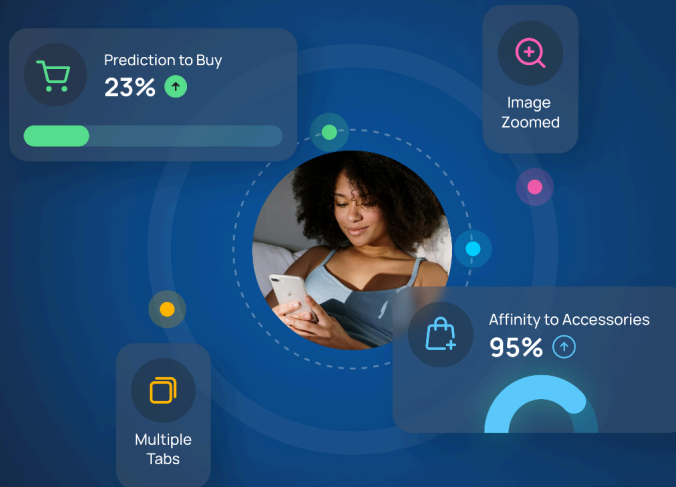 Prediction to Buy
23%
Image
Zoomed
Affinity to Accessories
95%
Multiple
Tabs